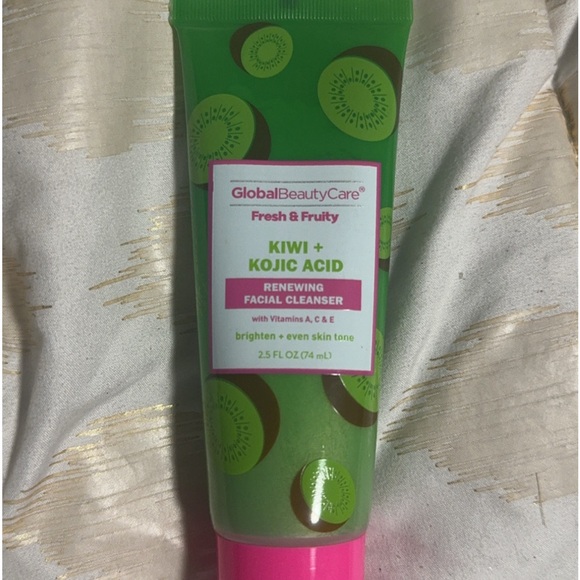 GlobalBeautyCare®
Fresh & Fruity
KIWI +
KOJIC ACID
RENEWING
FACIAL CLEANSER
with Vitamins A, C & E
brighten + even skin tone
2.5 FL OZ (74 mL)